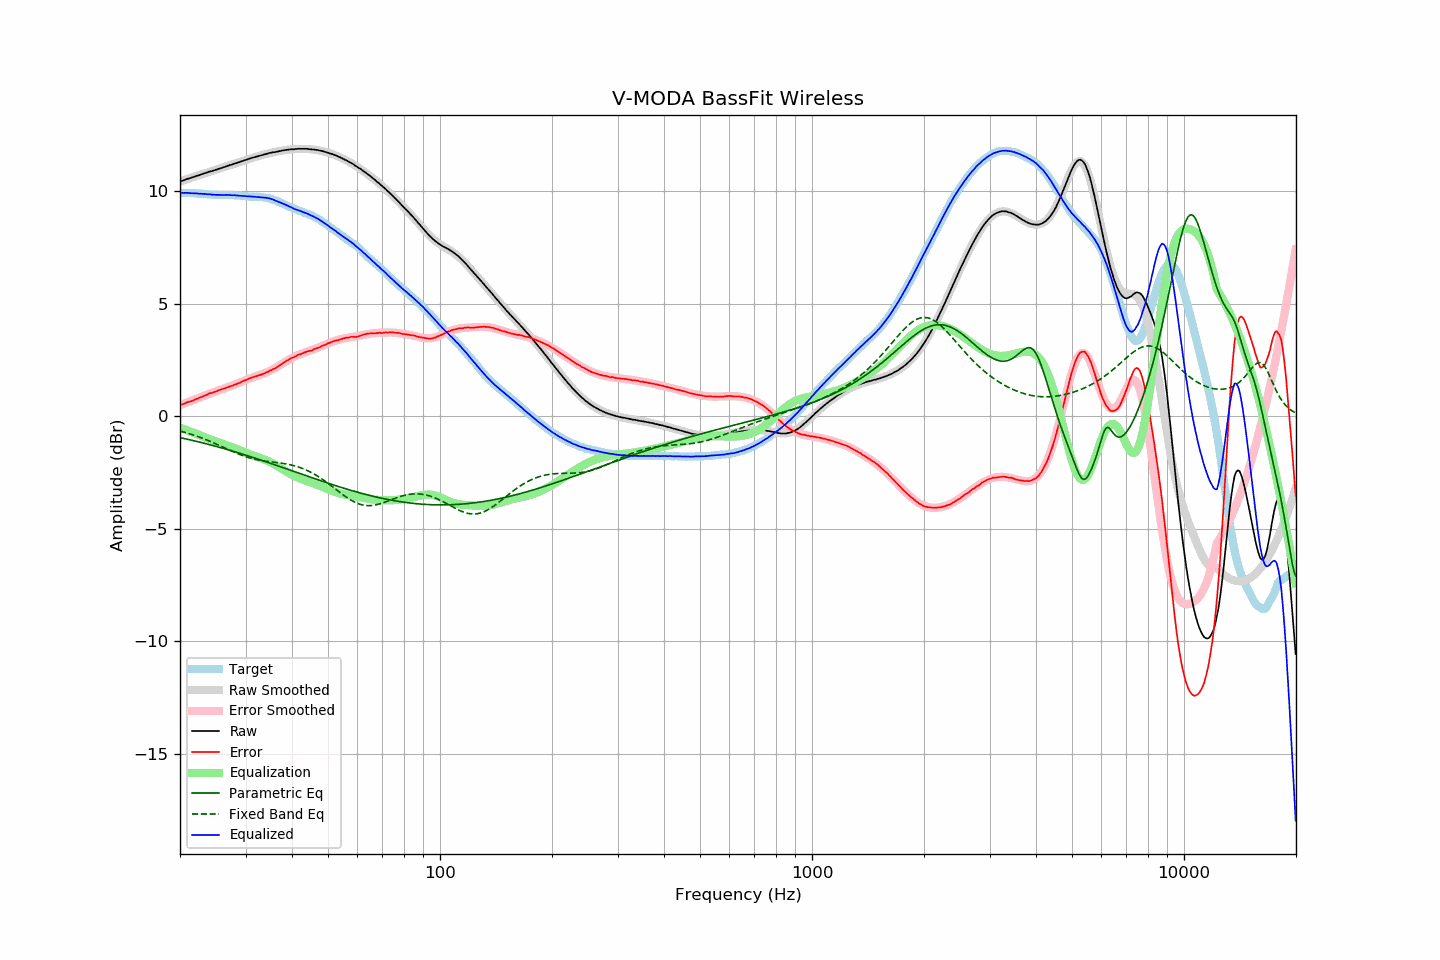 V-MODA BassFit Wireless
Amplitude (dBr)
10
5
0
−5
−10
−15
Target
Raw Smoothed
Error Smoothed
Raw
Error
Equalization
Parametric Eq
Fixed Band Eq
Equalized
100
1000
10000
Frequency (Hz)